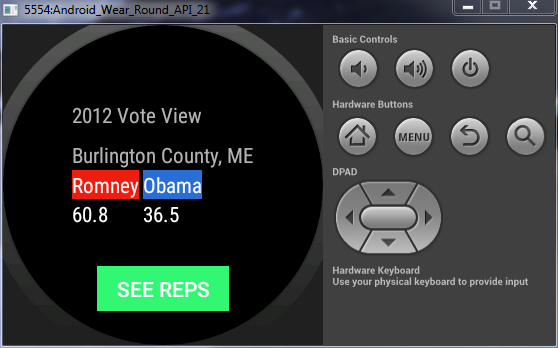 5554:Android_Wear_Round_API_21
2012 Vote View
Burlington County, ME
Romney Obama
60.8 36.5
SEE REPS
Basic Controls
Hardware Buttons
MENU
DPAD
Hardware Keyboard
Use your physical keyboard to provide input